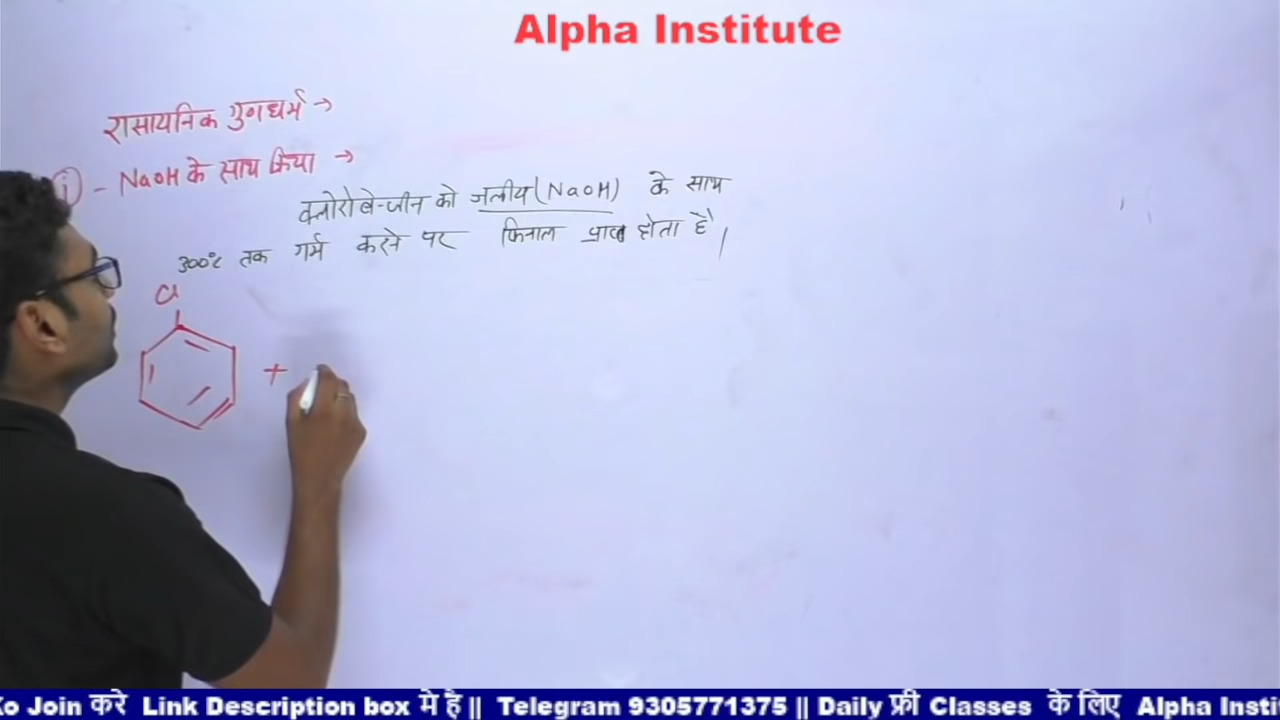 Alpha Institute
रासायनिक गुणधर्म →
(i) - NaOH के साथ क्रिया →
क्लोरोबेन्जीन को जलीय (NaOH) के साथ
300°c तक गर्म करने पर फिनाल प्राप्त होता है।
Cl
+
Ko Join करे Link Description box मे है || Telegram 9305771375 || Daily फ्री Classes के लिए Alpha Insti